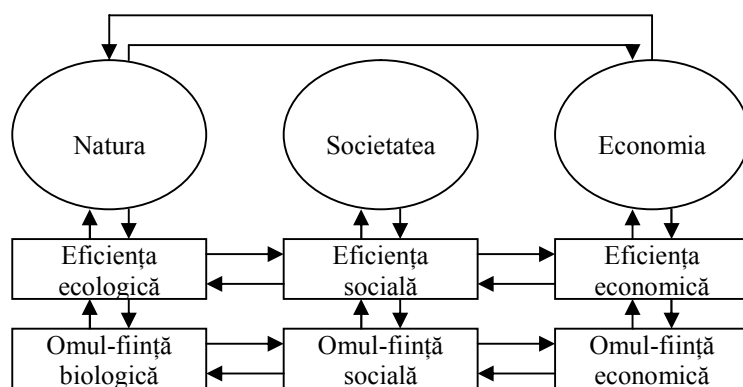 Natura
Societatea
Economia
Eficiența
ecologică
Eficiența
socială
Eficiența
economică
Omul-ființă
biologică
Omul-ființă
socială
Omul-ființă
economică